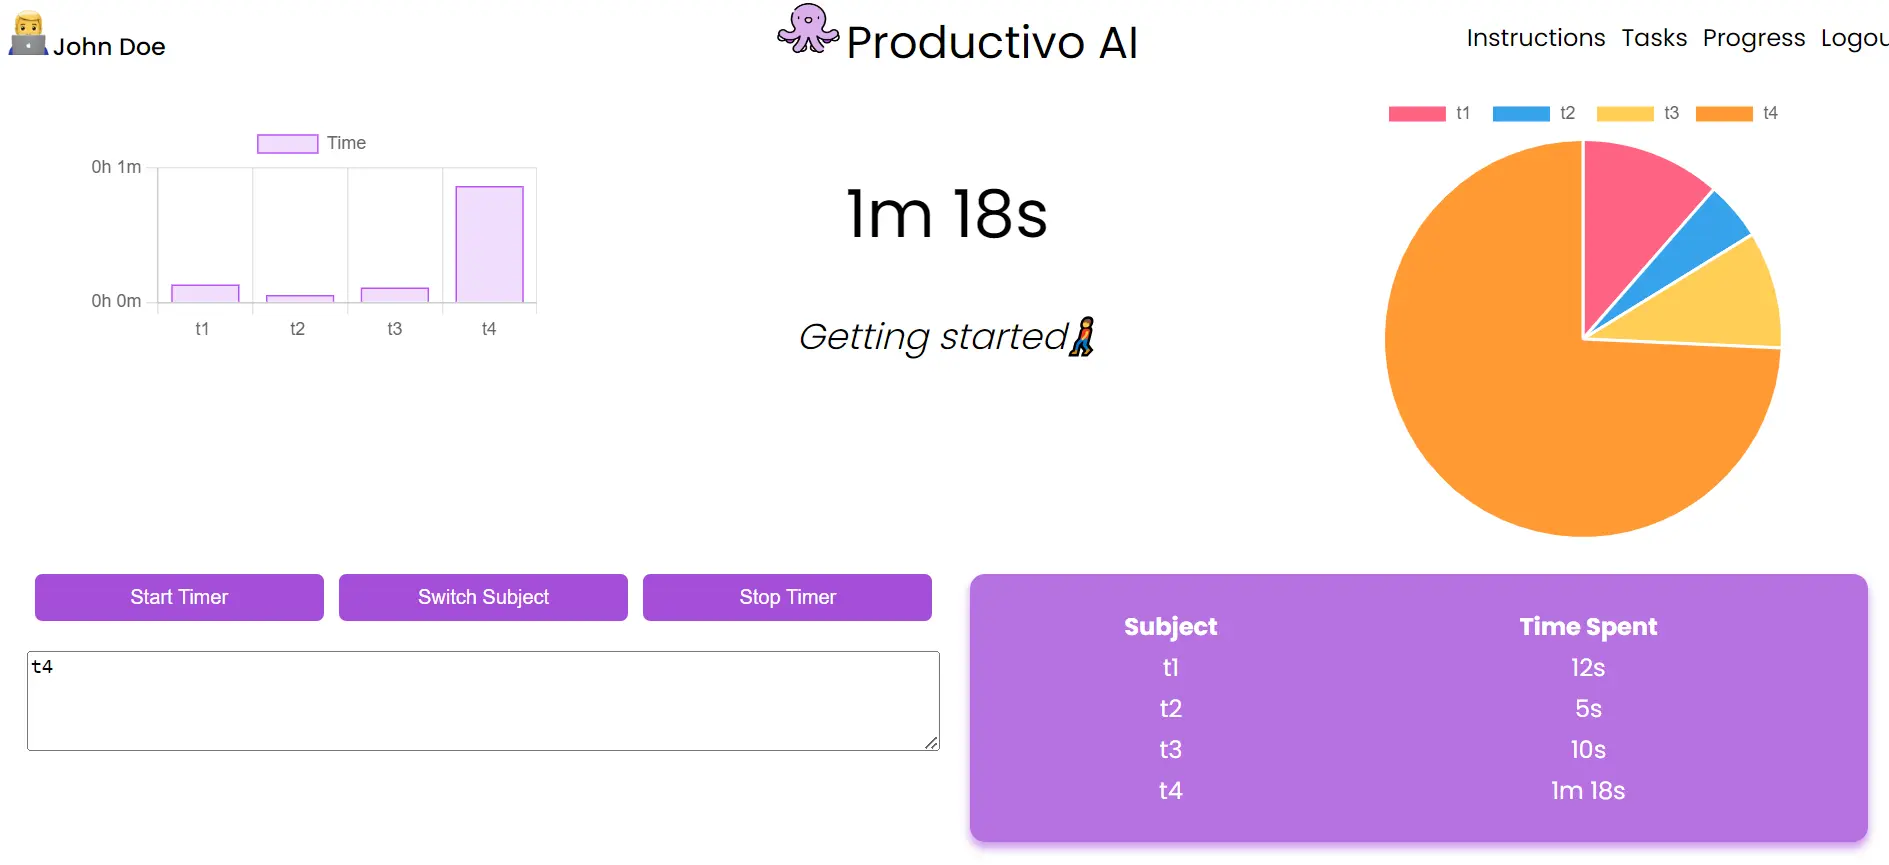 John Doe
Productivo AI
Instructions Tasks Progress Logou
Time
0h 1m
0h 0m
t1 t2 t3 t4
1m 18s
Getting started
t1 t2 t3 t4
Start Timer Switch Subject Stop Timer
t4
Subject Time Spent
t1 12s
t2 5s
t3 10s
t4 1m 18s